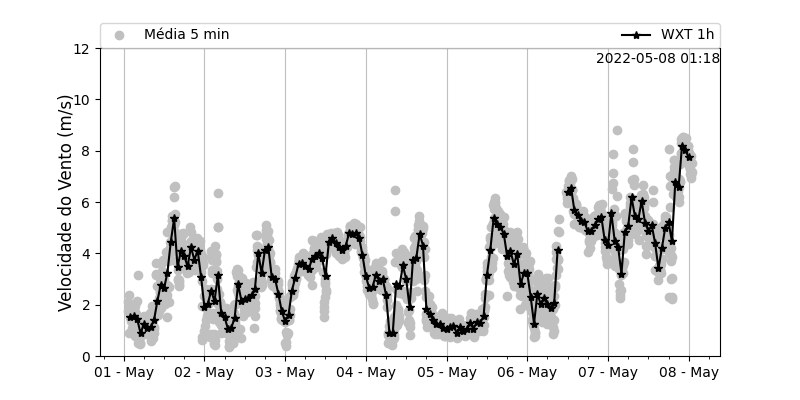 Média 5 min
WXT 1h
2022-05-08 01:18
Velocidade do Vento (m/s)
12
10
8
6
4
2
0
01 - May 02 - May 03 - May 04 - May 05 - May 06 - May 07 - May 08 - May